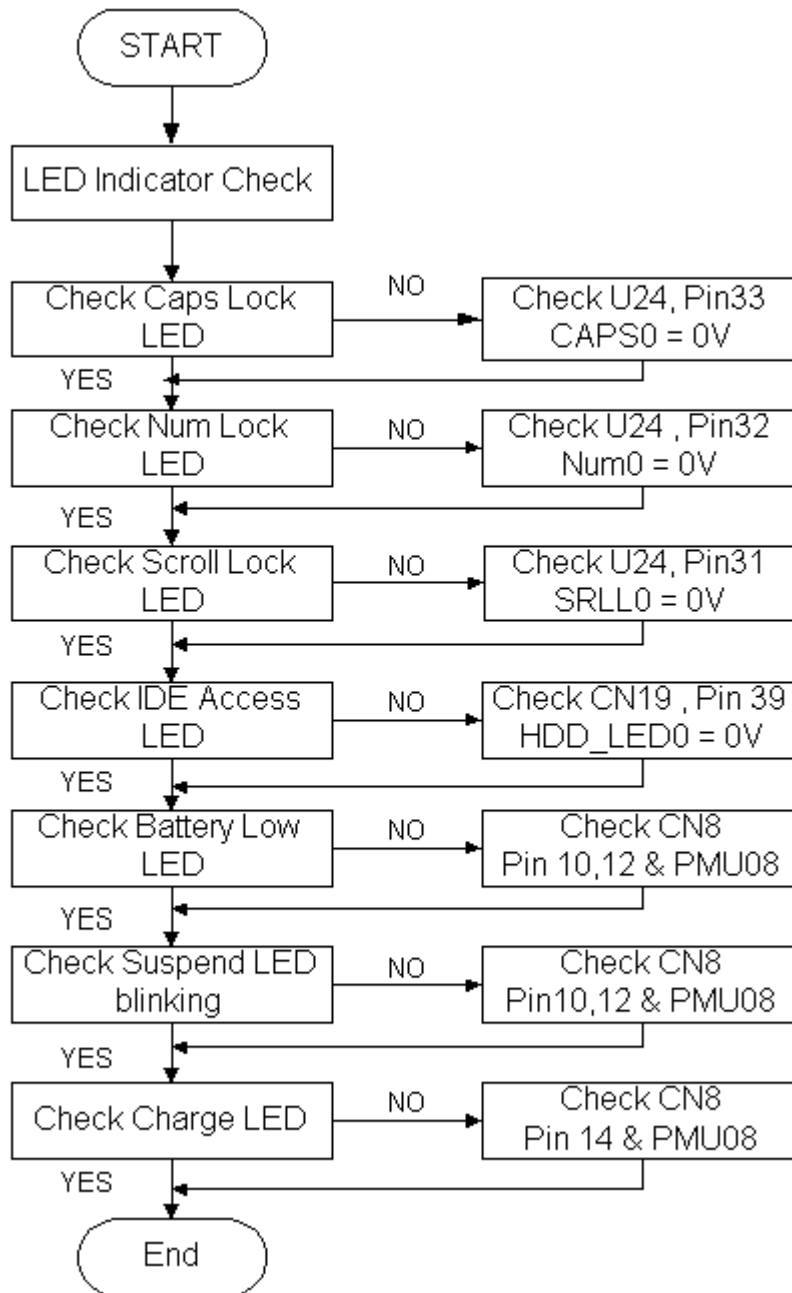 START
LED Indicator Check
Check Caps Lock
LED
NO
Check U24, Pin33
CAPS0 = 0V
YES
Check Num Lock
LED
NO
Check U24 , Pin32
Num0 = 0V
YES
Check Scroll Lock
LED
NO
Check U24, Pin31
SRLL0 = 0V
YES
Check IDE Access
LED
NO
Check CN19 , Pin 39
HDD_LED0 = 0V
YES
Check Battery Low
LED
NO
Check CN8
Pin 10,12 & PMU08
YES
Check Suspend LED
blinking
NO
Check CN8
Pin10,12 & PMU08
YES
Check Charge LED
NO
Check CN8
Pin 14 & PMU08
YES
End